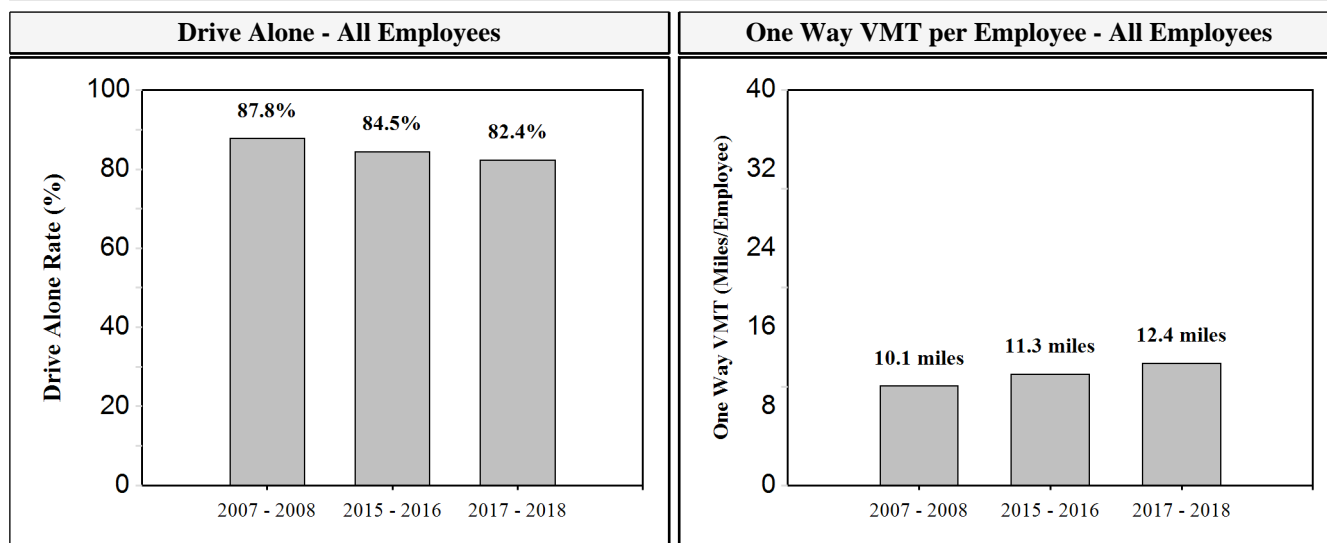 Drive Alone - All Employees
Drive Alone Rate (%)
100
80
60
40
20
0
87.8%
84.5%
82.4%
2007 - 2008
2015 - 2016
2017 - 2018
One Way VMT per Employee - All Employees
One Way VMT (Miles/Employee)
40
32
24
16
8
0
10.1 miles
11.3 miles
12.4 miles
2007 - 2008
2015 - 2016
2017 - 2018